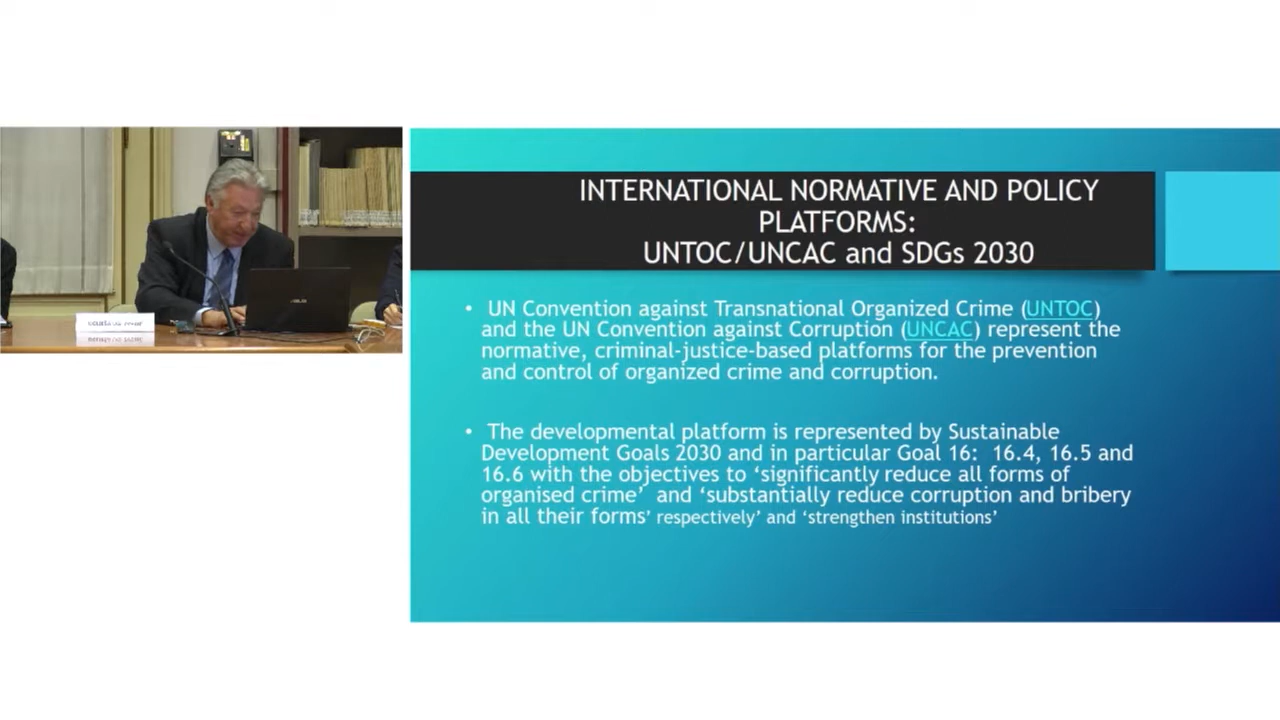 INTERNATIONAL NORMATIVE AND POLICY
PLATFORMS:
UNTOC/UNCAC and SDGs 2030
• UN Convention against Transnational Organized Crime (UNTOC)
and the UN Convention against Corruption (UNCAC) represent the
normative, criminal-justice-based platforms for the prevention
and control of organized crime and corruption.
• The developmental platform is represented by Sustainable
Development Goals 2030 and in particular Goal 16: 16.4, 16.5 and
16.6 with the objectives to ‘significantly reduce all forms of
organised crime’ and ‘substantially reduce corruption and bribery
in all their forms’ respectively’ and ‘strengthen institutions’